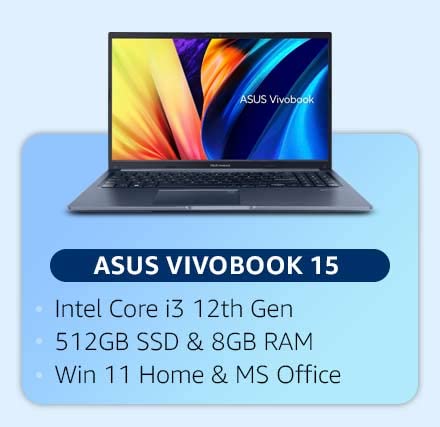 ASUS Vivobook
ASUS VIVOBOOK 15
Intel Core i3 12th Gen
512GB SSD & 8GB RAM
Win 11 Home & MS Office